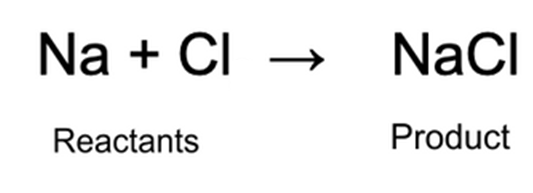 Na + Cl → NaCl
Reactants Product